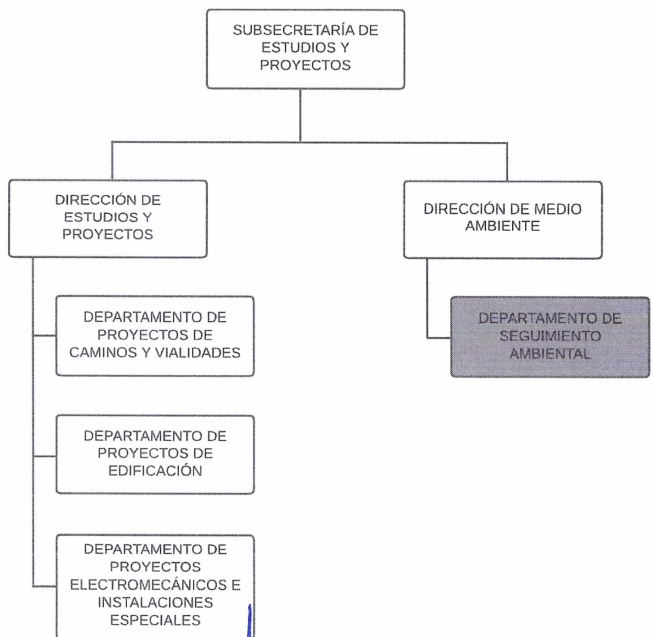 SUBSECRETARÍA DE
ESTUDIOS Y
PROYECTOS
DIRECCIÓN DE
ESTUDIOS Y
PROYECTOS
DIRECCIÓN DE MEDIO
AMBIENTE
DEPARTAMENTO DE
PROYECTOS DE
CAMINOS Y VIALIDADES
DEPARTAMENTO DE
SEGUIMIENTO
AMBIENTAL
DEPARTAMENTO DE
PROYECTOS DE
EDIFICACIÓN
DEPARTAMENTO DE
PROYECTOS
ELECTROMECÁNICOS E
INSTALACIONES
ESPECIALES